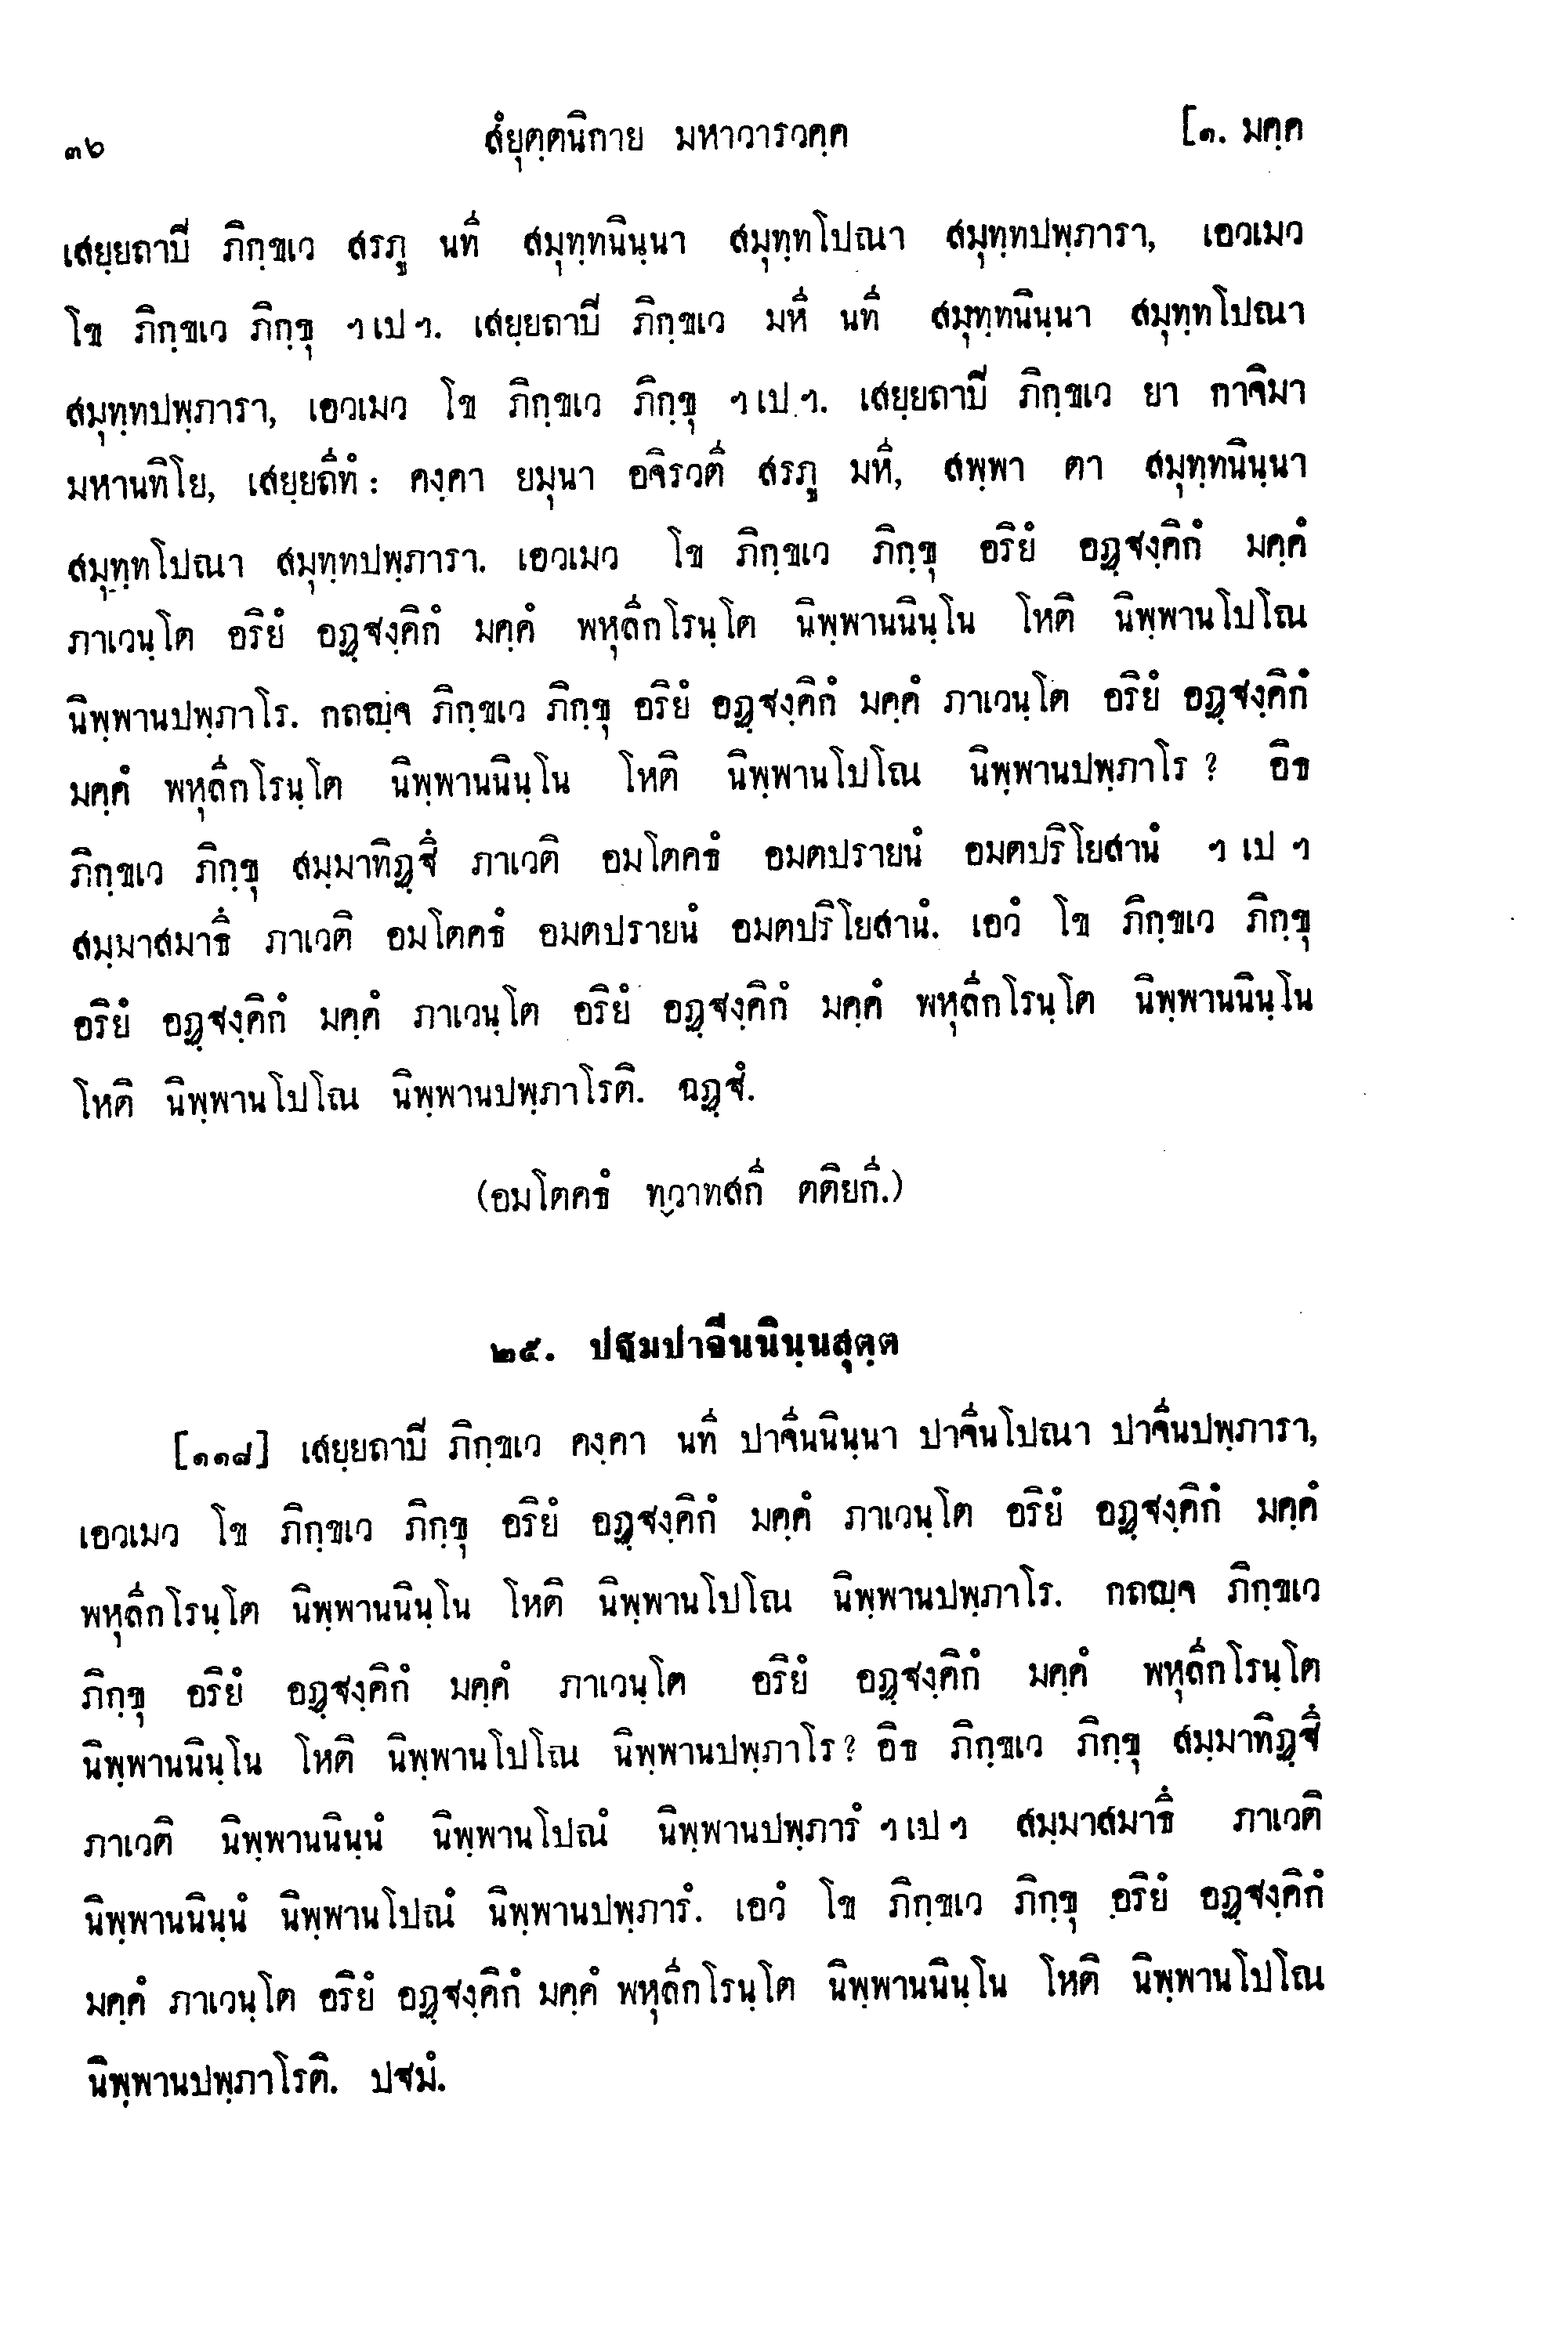 ๓๖ สํยุตฺตนิกาย มหาวารวคฺค [๑. มคฺค
เสยฺยถาปี ภิกฺขเว สรภู นที สมุทฺทนินฺนา สมุทฺทโปณา สมุทฺทปพฺภารา, เอวเมว
โข ภิกฺขเว ภิกฺขุ ฯเปฯ. เสยฺยถาปี ภิกฺขเว มหี นที สมุทฺทนินฺนา สมุทฺทโปณา
สมุทฺทปพฺภารา, เอวเมว โข ภิกฺขเว ภิกฺขุ ฯเปฯ. เสยฺยถาปี ภิกฺขเว ยา กาจิมา
มหานทิโย, เสยฺยถีทํ: คงฺคา ยมุนา อจิรวตี สรภู มหี, สพฺพา ตา สมุทฺทนินฺนา
สมุทฺทโปณา สมุทฺทปพฺภารา. เอวเมว โข ภิกฺขเว ภิกฺขุ อริยํ อฏฺฐงฺคิกํ มคฺคํ
ภาเวนฺโต อริยํ อฏฺฐงฺคิกํ มคฺคํ พหุลีกโรนฺโต นิพฺพานนินฺโน โหติ นิพฺพานโปโณ
นิพฺพานปพฺภาโร. กถญฺจ ภิกฺขเว ภิกฺขุ อริยํ อฏฺฐงฺคิกํ มคฺคํ ภาเวนฺโต อริยํ อฏฺฐงฺคิกํ
มคฺคํ พหุลีกโรนฺโต นิพฺพานนินฺโน โหติ นิพฺพานโปโณ นิพฺพานปพฺภาโร? อิธ
ภิกฺขเว ภิกฺขุ สมฺมาทิฏฺฐึ ภาเวติ อมโตคธํ อมตปรายนํ อมตปริโยสานํ ฯเปฯ
สมฺมาสมาธึ ภาเวติ อมโตคธํ อมตปรายนํ อมตปริโยสานํ. เอวํ โข ภิกฺขเว ภิกฺขุ
อริยํ อฏฺฐงฺคิกํ มคฺคํ ภาเวนฺโต อริยํ อฏฺฐงฺคิกํ มคฺคํ พหุลีกโรนฺโต นิพฺพานนินฺโน
โหติ นิพฺพานโปโณ นิพฺพานปพฺภาโรติ. ฉฏฺฐํ.
(อมโตคธํ ทฺวาทสกี ตติยกี.)
๒๕. ปฐมปาจีนนินฺนสุตฺต
[๑๑๘] เสยฺยถาปี ภิกฺขเว คงฺคา นที ปาจีนนินฺนา ปาจีนโปณา ปาจีนปพฺภารา,
เอวเมว โข ภิกฺขเว ภิกฺขุ อริยํ อฏฺฐงฺคิกํ มคฺคํ ภาเวนฺโต อริยํ อฏฺฐงฺคิกํ มคฺคํ
พหุลีกโรนฺโต นิพฺพานนินฺโน โหติ นิพฺพานโปโณ นิพฺพานปพฺภาโร. กถญฺจ ภิกฺขเว
ภิกฺขุ อริยํ อฏฺฐงฺคิกํ มคฺคํ ภาเวนฺโต อริยํ อฏฺฐงฺคิกํ มคฺคํ พหุลีกโรนฺโต
นิพฺพานนินฺโน โหติ นิพฺพานโปโณ นิพฺพานปพฺภาโร? อิธ ภิกฺขเว ภิกฺขุ สมฺมาทิฏฺฐึ
ภาเวติ นิพฺพานนินฺนํ นิพฺพานโปณํ นิพฺพานปพฺภารํ ฯเปฯ สมฺมาสมาธึ ภาเวติ
นิพฺพานนินฺนํ นิพฺพานโปณํ นิพฺพานปพฺภารํ. เอวํ โข ภิกฺขเว ภิกฺขุ อริยํ อฏฺฐงฺคิกํ
มคฺคํ ภาเวนฺโต อริยํ อฏฺฐงฺคิกํ มคฺคํ พหุลีกโรนฺโต นิพฺพานนินฺโน โหติ นิพฺพานโปโณ
นิพฺพานปพฺภาโรติ. ปฐมํ.